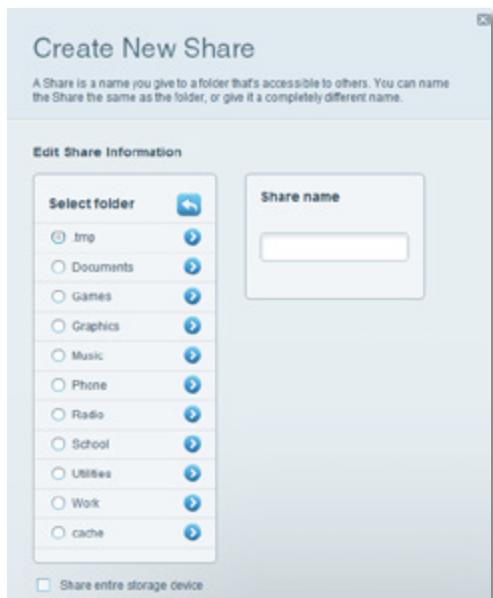 Create New Share
A Share is a name you give to a folder that's accessible to others. You can name
the Share the same as the folder, or give it a completely different name.
Edit Share Information
Select folder
.tmp
Documents
Games
Graphics
Music
Phone
Radio
School
Utilities
Work
cache
Share entire storage device
Share name